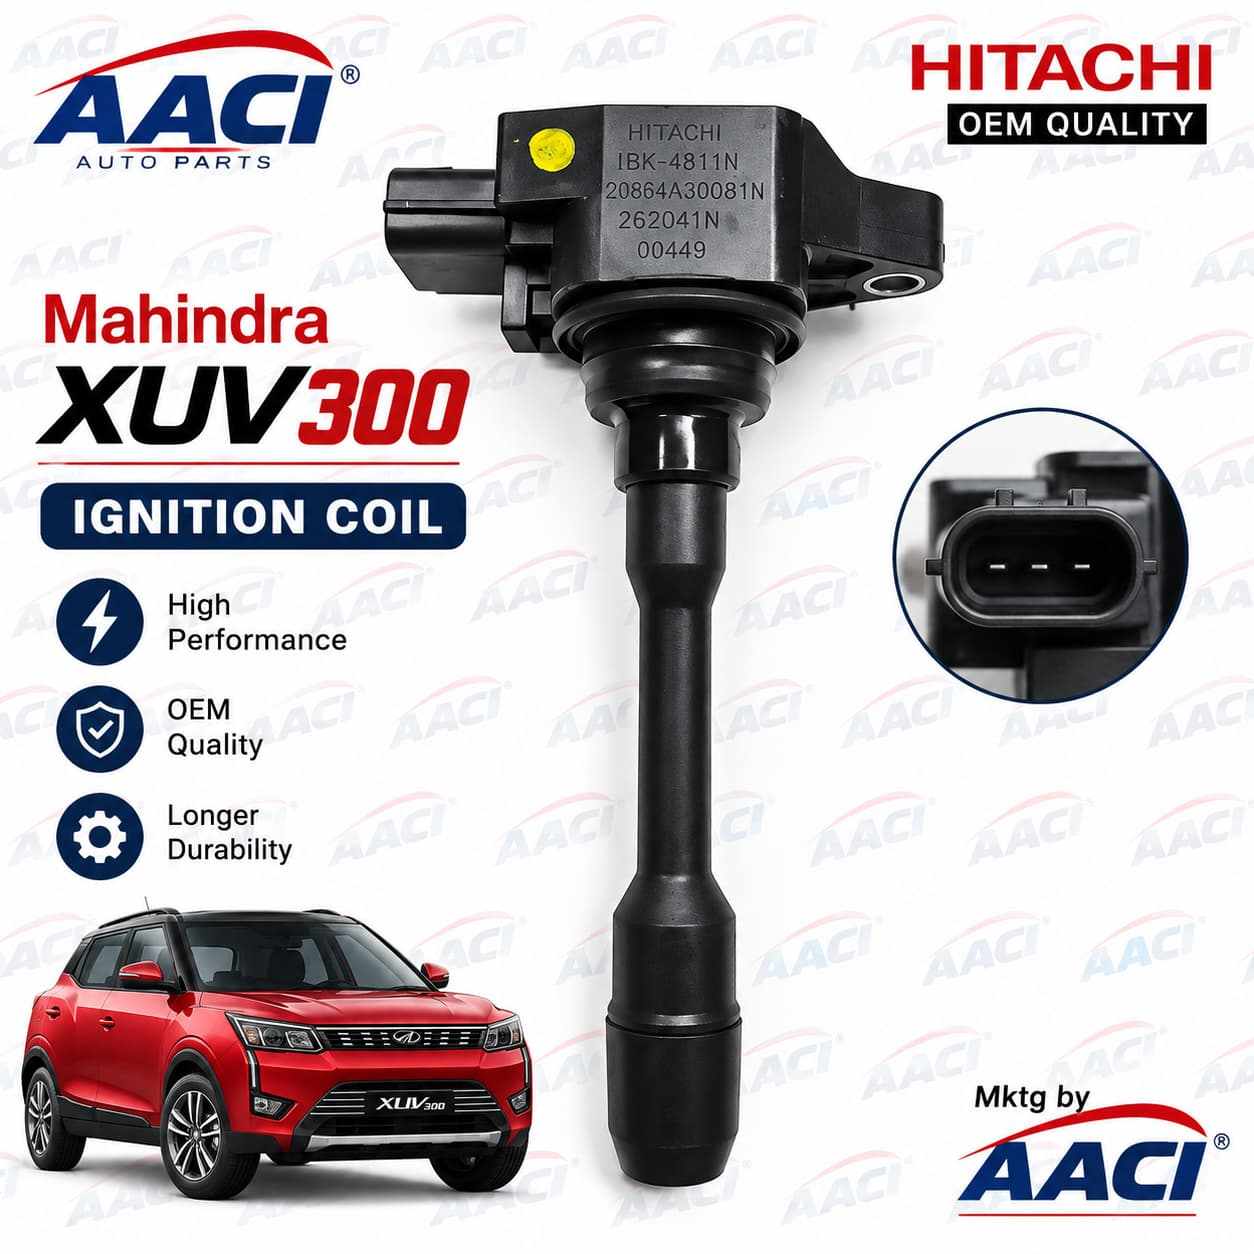 AACI®
AUTO PARTS
HITACHI
OEM QUALITY
HITACHI
IBK-4811N
20864A30081N
262041N
00449
Mahindra
XUV300
IGNITION COIL
High
Performance
OEM
Quality
Longer
Durability
XUV300
Mktg by
AACI®